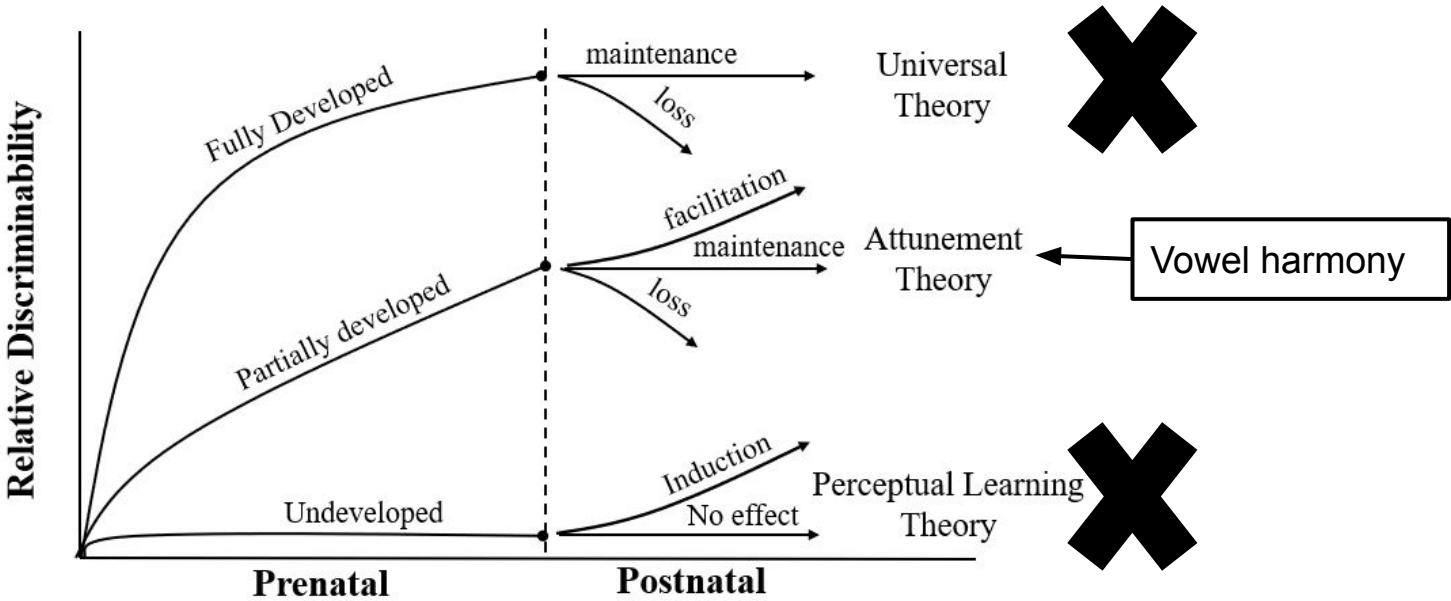 Relative Discriminability
Fully Developed
maintenance
loss
Universal
Theory
Partially developed
facilitation
maintenance
loss
Attunement
Theory
Vowel harmony
Undeveloped
Induction
No effect
Perceptual Learning
Theory
Prenatal
Postnatal